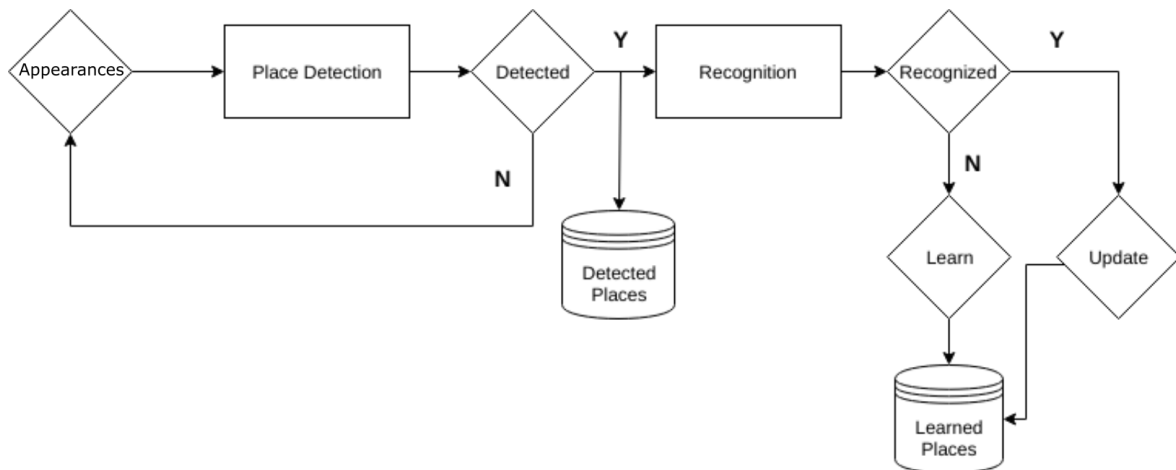 Appearances
Place Detection
Detected
Y
Recognition
Recognized
Y
N
N
Detected
Places
Learn
Update
Learned
Places